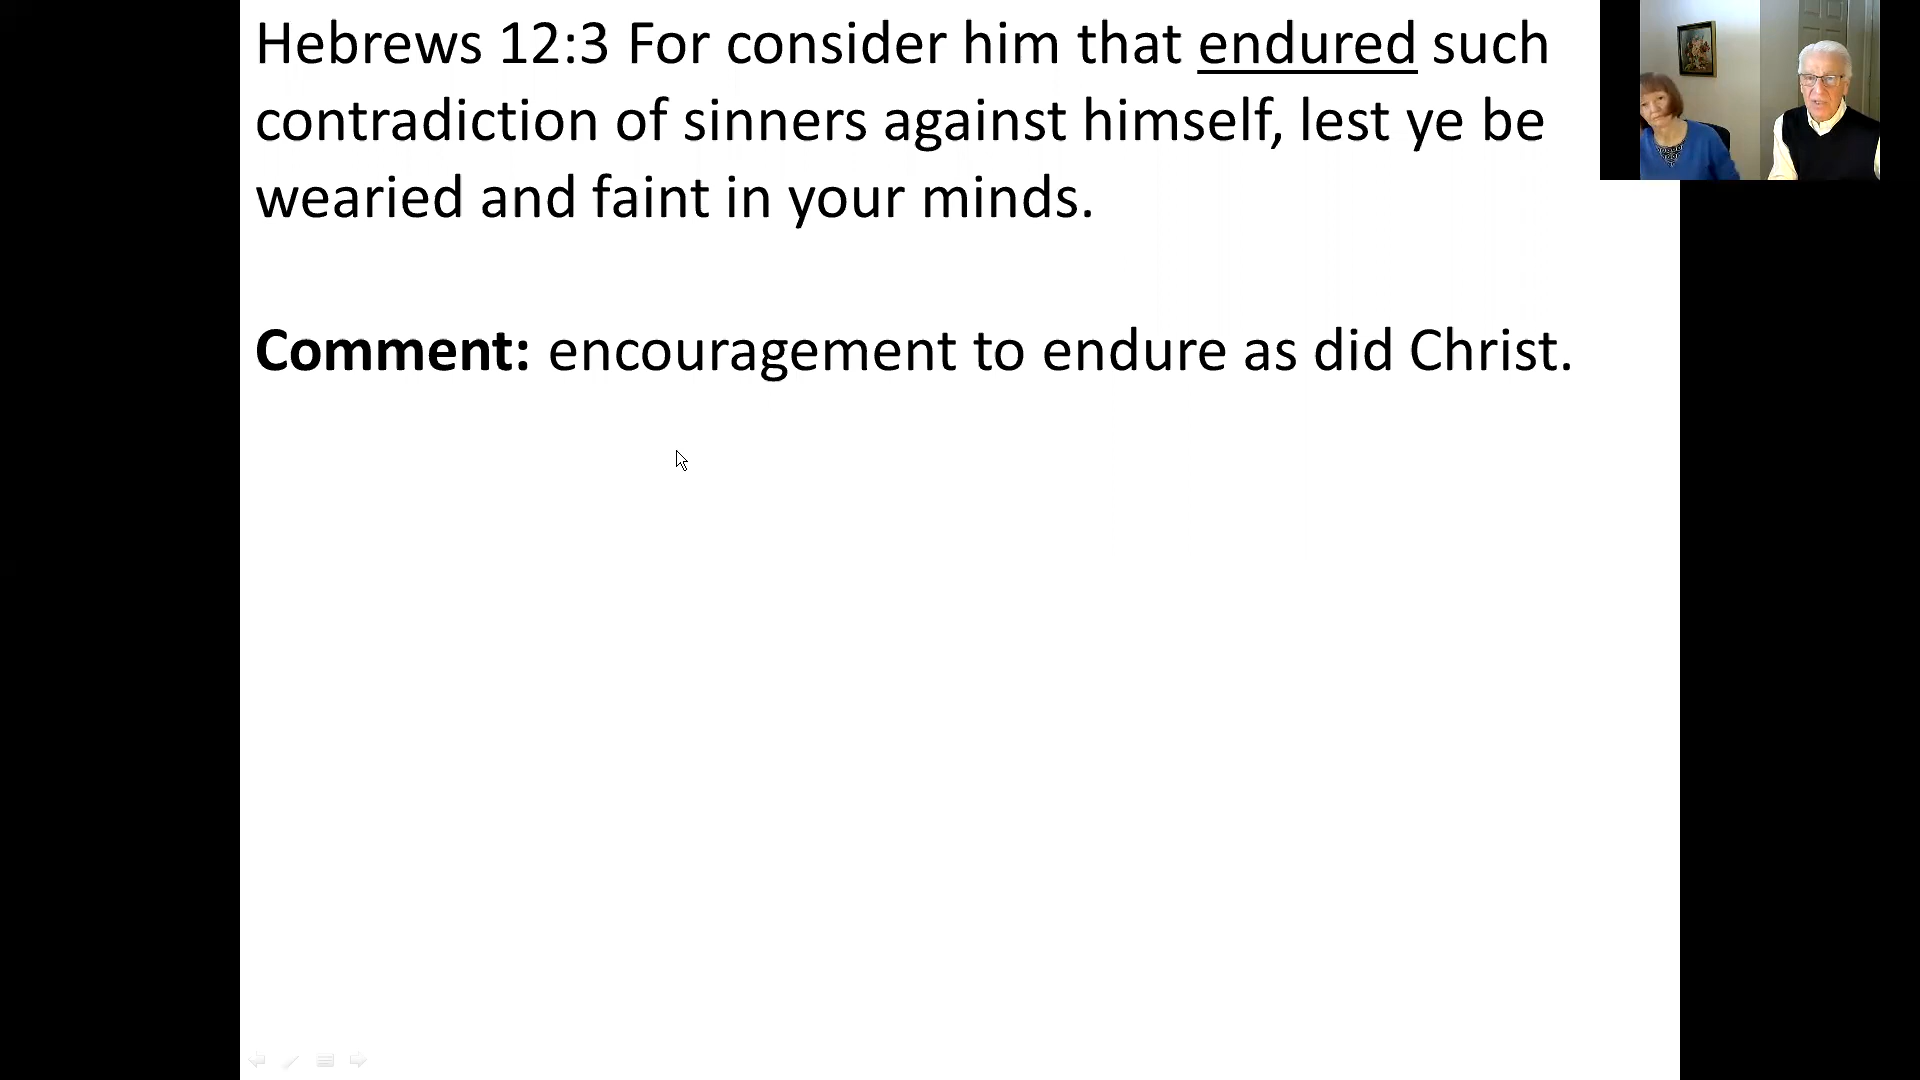 Hebrews 12:3 For consider him that endured such
contradiction of sinners against himself, lest ye be
wearied and faint in your minds.
Comment: encouragement to endure as did Christ.